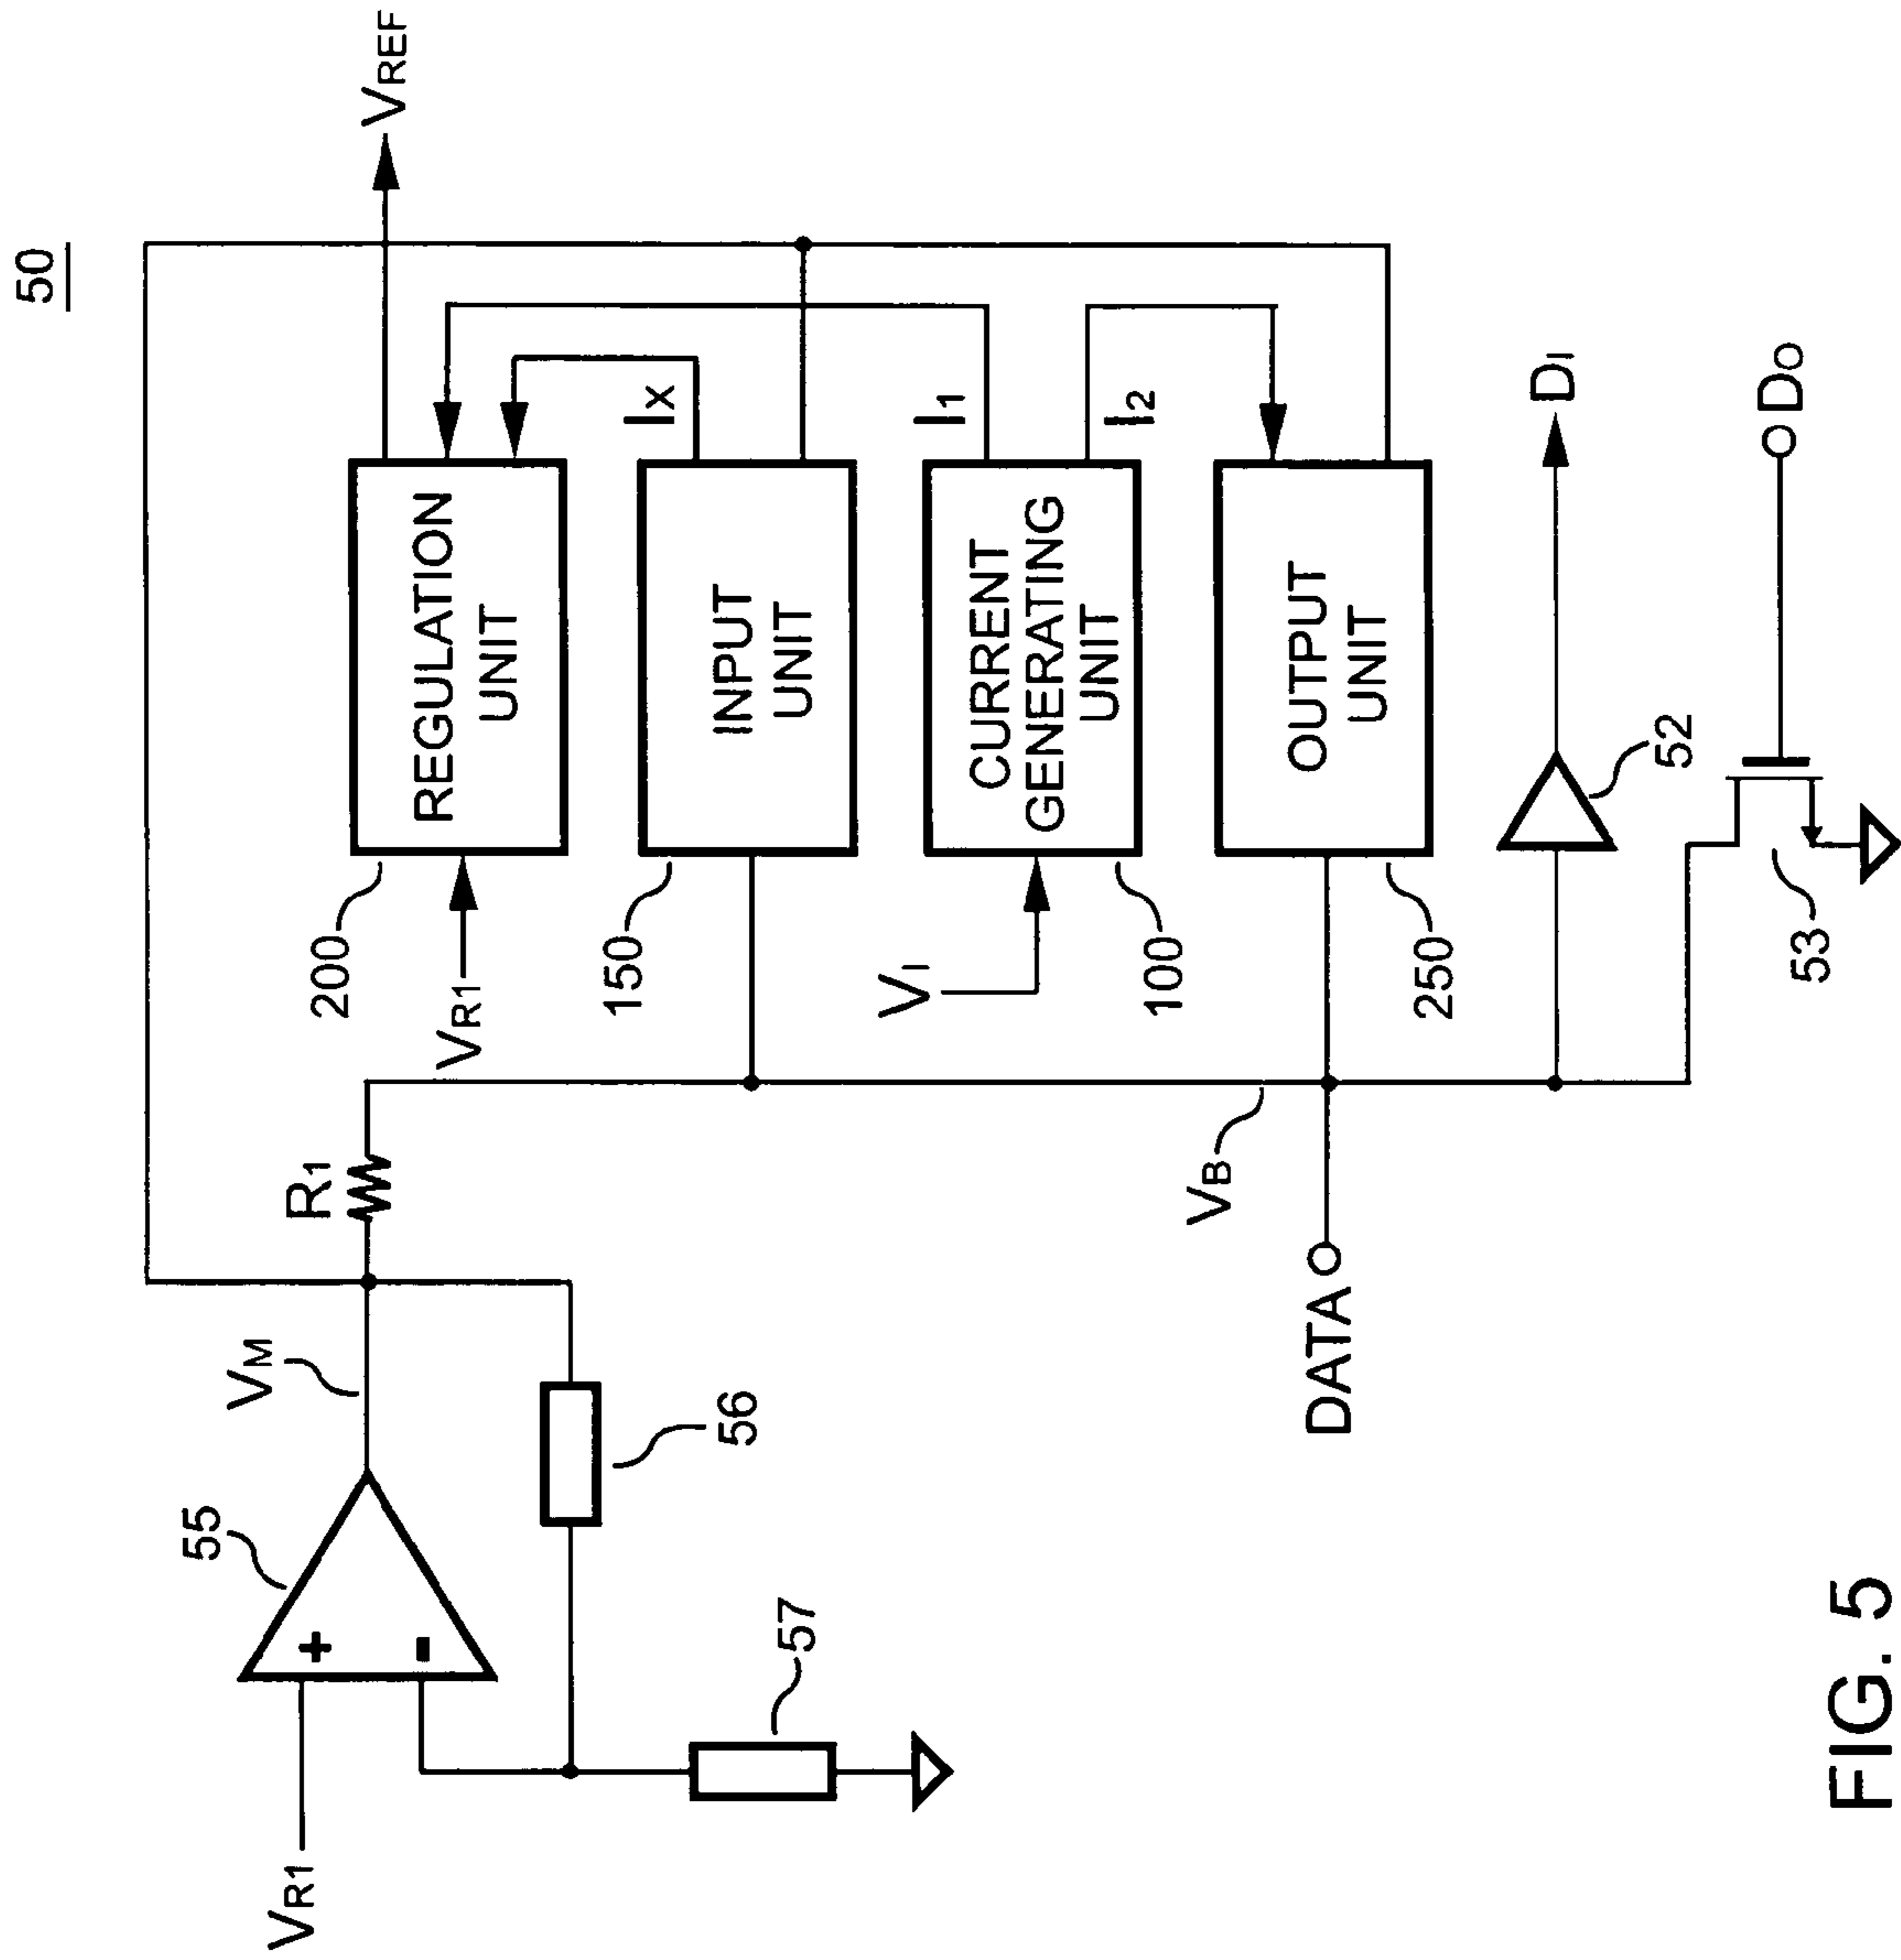 50
VREF
VR1
55
VM
R1
56
57
200
VR1
REGULATION
UNIT
IX
150
INPUT
UNIT
I1
VI
100
CURRENT
GENERATING
UNIT
I2
VB
DATA
250
OUTPUT
UNIT
52
DI
53
DO
+
-
FIG. 5